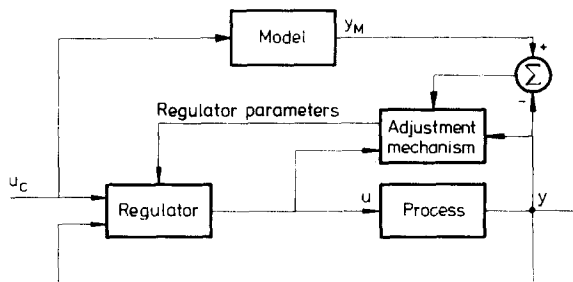 Model
y_M
+
Σ
-
Regulator parameters
Adjustment
mechanism
u_c
Regulator
u
Process
y